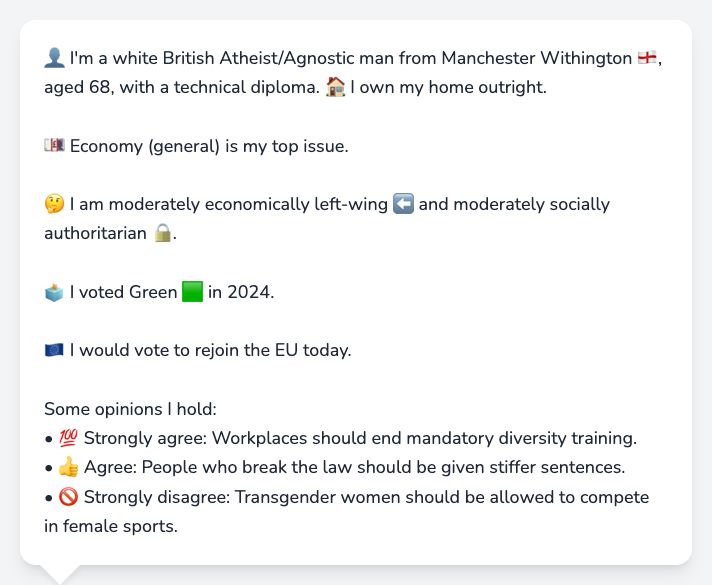 👤 I'm a white British Atheist/Agnostic man from Manchester Withington 🏴󠁧󠁢󠁥󠁮󠁧󠁿,
aged 68, with a technical diploma. 🏠 I own my home outright.
💷 Economy (general) is my top issue.
🤔 I am moderately economically left-wing ⬅️ and moderately socially
authoritarian 🔒.
🗳️ I voted Green 🟩 in 2024.
🇪🇺 I would vote to rejoin the EU today.
Some opinions I hold:
• 💯 Strongly agree: Workplaces should end mandatory diversity training.
• 👍 Agree: People who break the law should be given stiffer sentences.
• 🚫 Strongly disagree: Transgender women should be allowed to compete
in female sports.